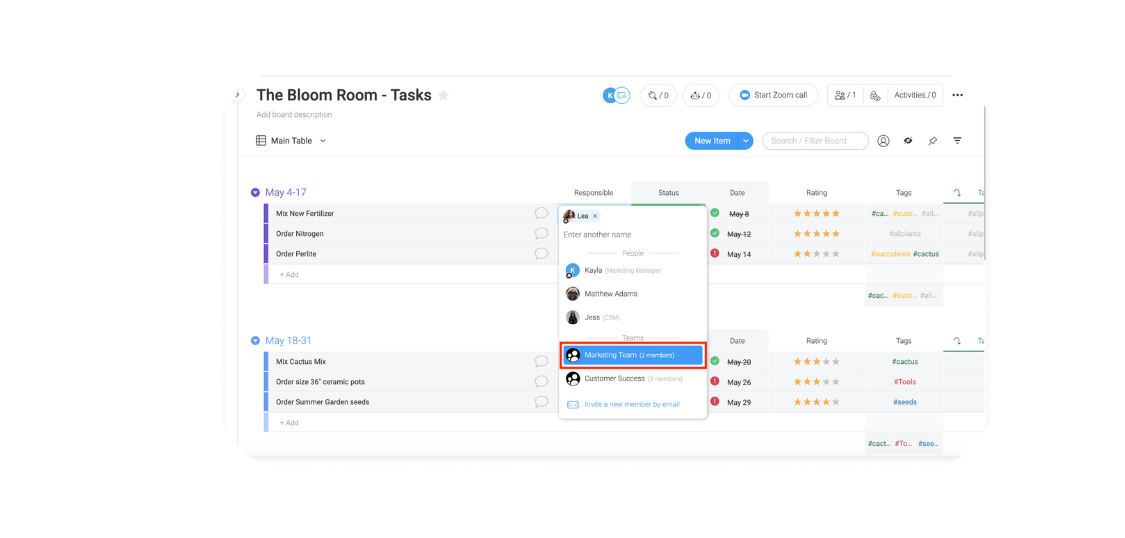 The Bloom Room - Tasks K / 0 / 0 Start Zoom call / 1 Activities / 0
Add board description
Main Table New Item Search / Filter Board
May 4-17 Responsible Status Date Rating Tags Ta
Mix New Fertilizer Lea × May 8 #ca... #succ... #all... #allp
Order Nitrogen May 12 #allplants #allp
Order Perlite May 14 #succulents #cactus #allp
+ Add
#cac... #succ... #all...
Enter another name
People
K Kayla (Marketing Manager)
Matthew Adams
Jess (CSM)
Teams
Marketing Team (2 members)
Customer Success (3 members)
Invite a new member by email
May 18-31 Date Rating Tags Ta
Mix Cactus Mix May 20 #cactus
Order size 36" ceramic pots May 26 #Tools
Order Summer Garden seeds May 29 #seeds
+ Add
#cact... #To... #see...